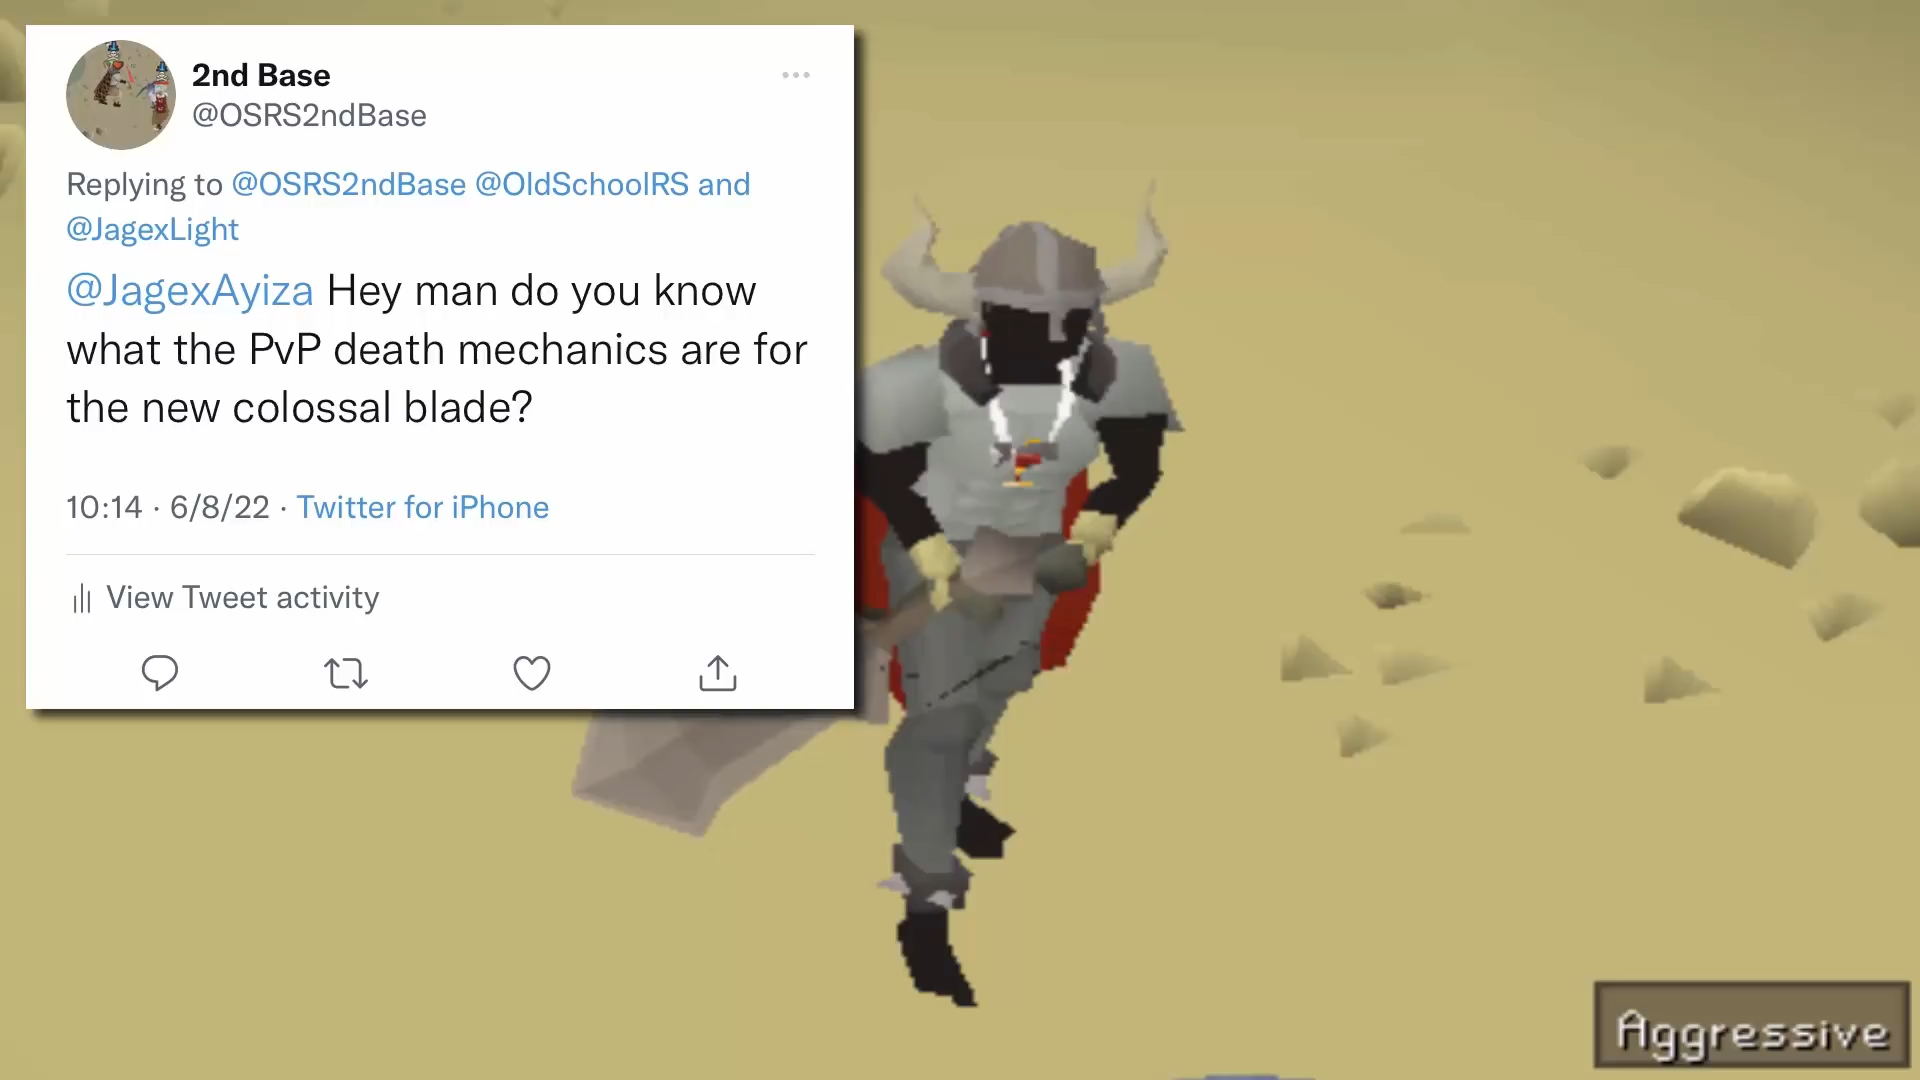 2nd Base
@OSRS2ndBase
Replying to @OSRS2ndBase @OldSchoolRS and
@JagexLight
@JagexAyiza Hey man do you know
what the PvP death mechanics are for
the new colossal blade?
10:14 · 6/8/22 · Twitter for iPhone
View Tweet activity
Aggressive